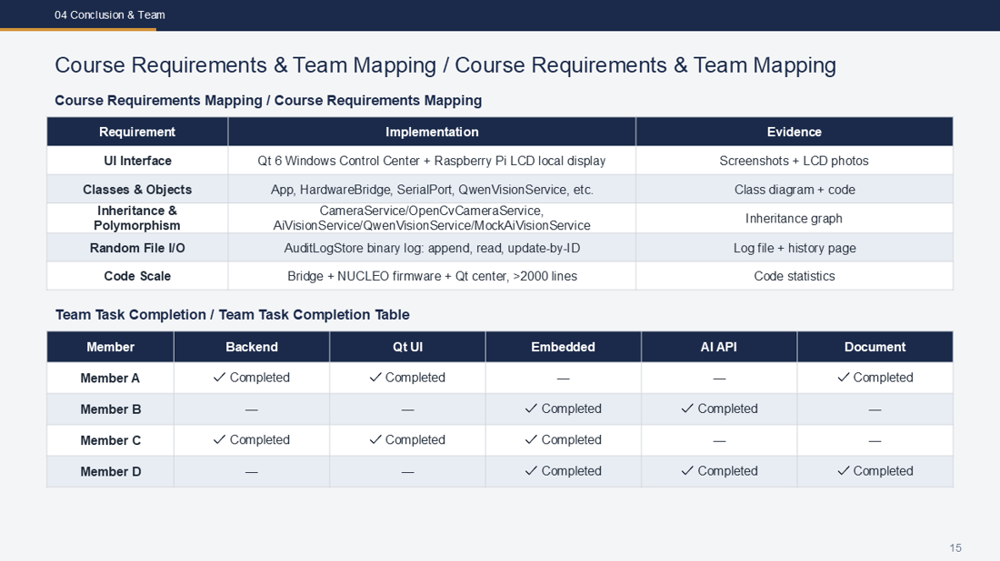 04 Conclusion & Team
Course Requirements & Team Mapping / Course Requirements & Team Mapping
Course Requirements Mapping / Course Requirements Mapping
Requirement Implementation Evidence
UI Interface Qt 6 Windows Control Center + Raspberry Pi LCD local display Screenshots + LCD photos
Classes & Objects App, HardwareBridge, SerialPort, QwenVisionService, etc. Class diagram + code
Inheritance &
Polymorphism
CameraService/OpenCvCameraService,
AiVisionService/QwenVisionService/MockAiVisionService
Inheritance graph
Random File I/O AuditLogStore binary log: append, read, update-by-ID Log file + history page
Code Scale Bridge + NUCLEO firmware + Qt center, >2000 lines Code statistics
Team Task Completion / Team Task Completion Table
Member Backend Qt UI Embedded AI API Document
Member A ✓ Completed ✓ Completed — — ✓ Completed
Member B — — ✓ Completed ✓ Completed —
Member C ✓ Completed ✓ Completed ✓ Completed — —
Member D — — ✓ Completed ✓ Completed ✓ Completed
15